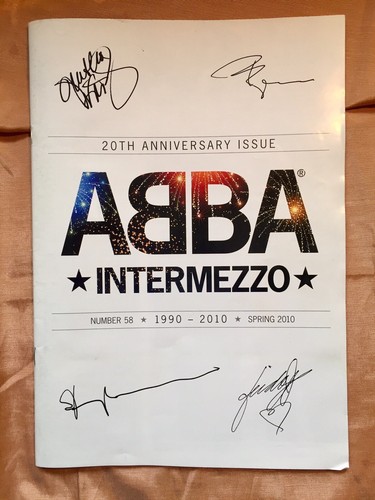 20TH ANNIVERSARY ISSUE
ABBA®
★ INTERMEZZO ★
NUMBER 58 ★ 1990 – 2010 ★ SPRING 2010